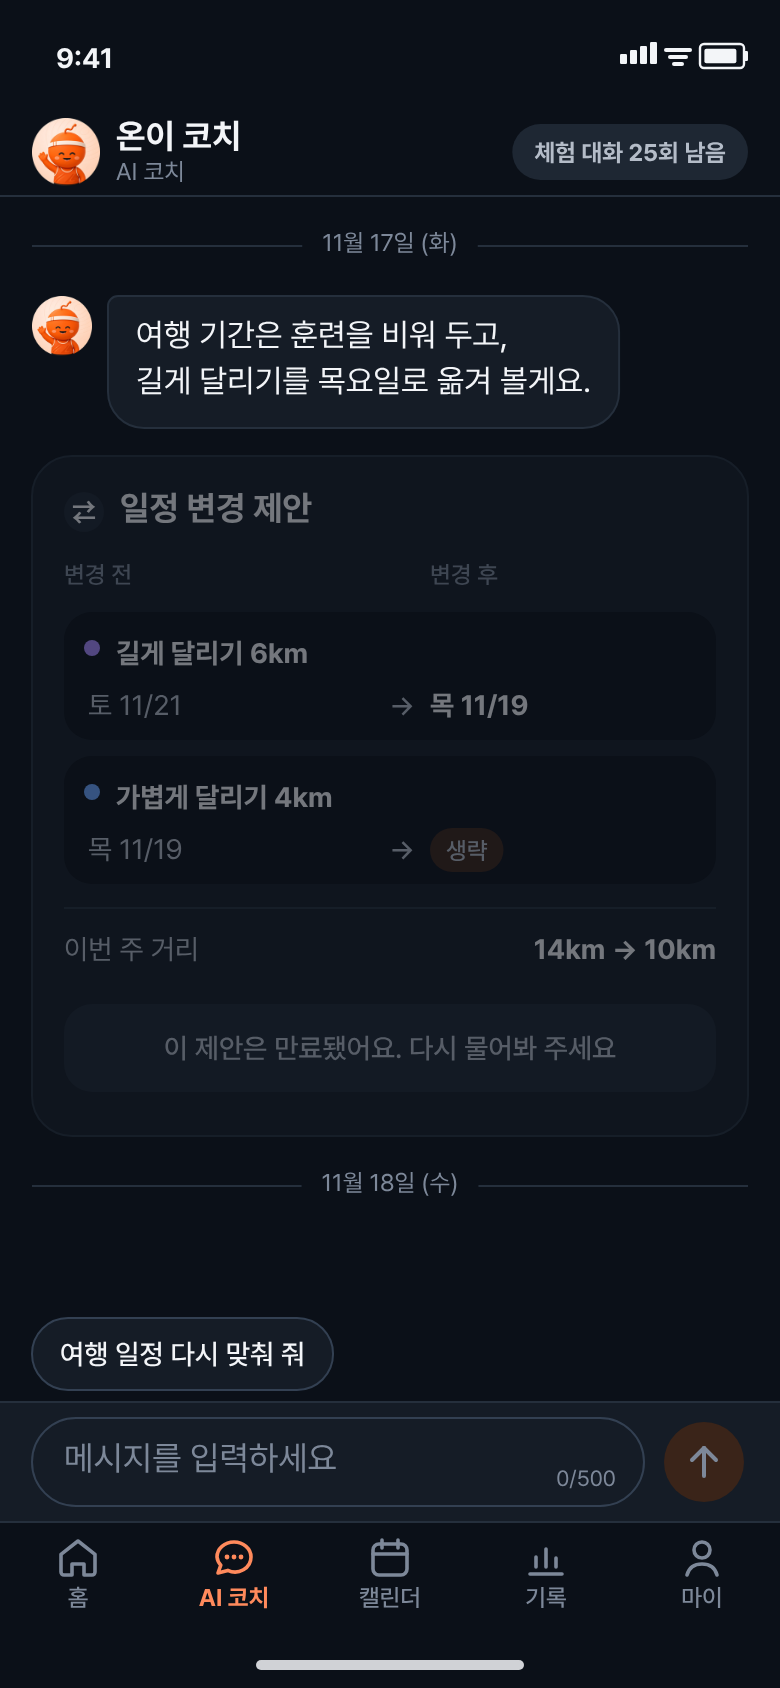 9:41
온이 코치
AI 코치
체험 대화 25회 남음
11월 17일 (화)
여행 기간은 훈련을 비워 두고,
길게 달리기를 목요일로 옮겨 볼게요.
일정 변경 제안
변경 전
변경 후
길게 달리기 6km
토 11/21 → 목 11/19
가볍게 달리기 4km
목 11/19 → 생략
이번 주 거리
14km → 10km
이 제안은 만료됐어요. 다시 물어봐 주세요
11월 18일 (수)
여행 일정 다시 맞춰 줘
메시지를 입력하세요
0/500
홈
AI 코치
캘린더
기록
마이